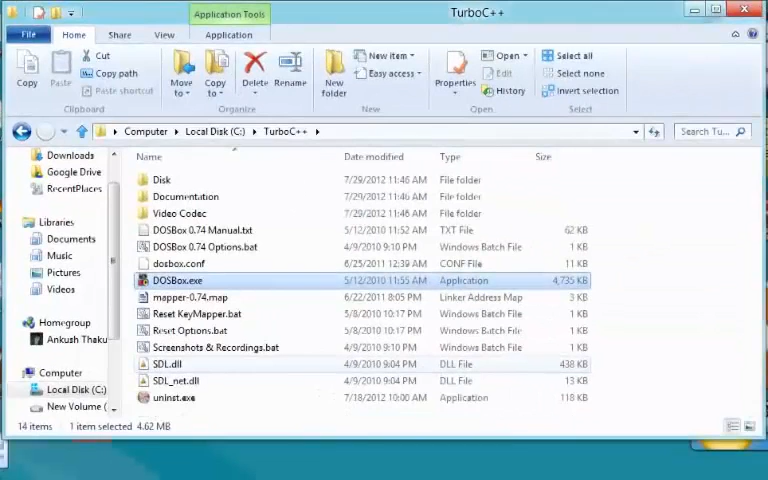 Application Tools
TurboC++
File Home Share View Application
Copy
Paste
Cut
Copy path
Paste shortcut
Clipboard
Move to
Copy to
Delete
Rename
Organize
New folder
New item
Easy access
New
Properties
Open
Edit
History
Open
Select all
Select none
Invert selection
Select
Computer Local Disk (C:) TurboC++
Search Tu...
Downloads
Google Drive
RecentPlaces
Libraries
Documents
Music
Pictures
Videos
Homegroup
Ankush Thaku
Computer
Local Disk (C:)
New Volume (
Name Date modified Type Size
Disk 7/29/2012 11:46 AM File folder
Documentation 7/29/2012 11:46 AM File folder
Video Codec 7/29/2012 11:46 AM File folder
DOSBox 0.74 Manual.txt 5/12/2010 11:52 AM TXT File 62 KB
DOSBox 0.74 Options.bat 4/9/2010 9:10 PM Windows Batch File 1 KB
dosbox.conf 6/25/2011 12:39 AM CONF File 11 KB
DOSBox.exe 5/12/2010 11:55 AM Application 4,735 KB
mapper-0.74.map 6/22/2011 8:05 PM Linker Address Map 3 KB
Reset KeyMapper.bat 5/8/2010 10:17 PM Windows Batch File 1 KB
Reset Options.bat 5/8/2010 10:17 PM Windows Batch File 1 KB
Screenshots & Recordings.bat 4/9/2010 9:10 PM Windows Batch File 1 KB
SDL.dll 4/9/2010 9:04 PM DLL File 438 KB
SDL_net.dll 4/9/2010 9:04 PM DLL File 13 KB
uninst.exe 7/18/2012 10:00 AM Application 118 KB
14 items 1 item selected 4.62 MB